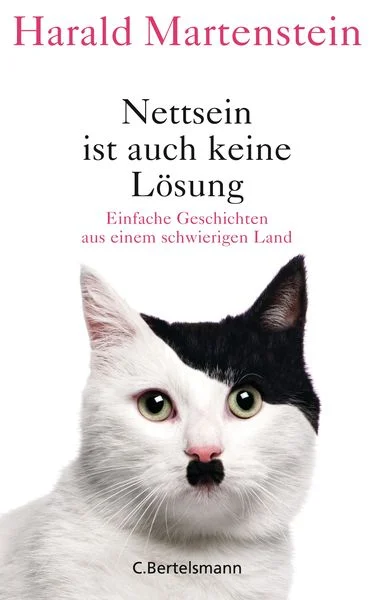 Harald Martenstein
Nettsein
ist auch keine
Lösung
Einfache Geschichten
aus einem schwierigen Land
C.Bertelsmann